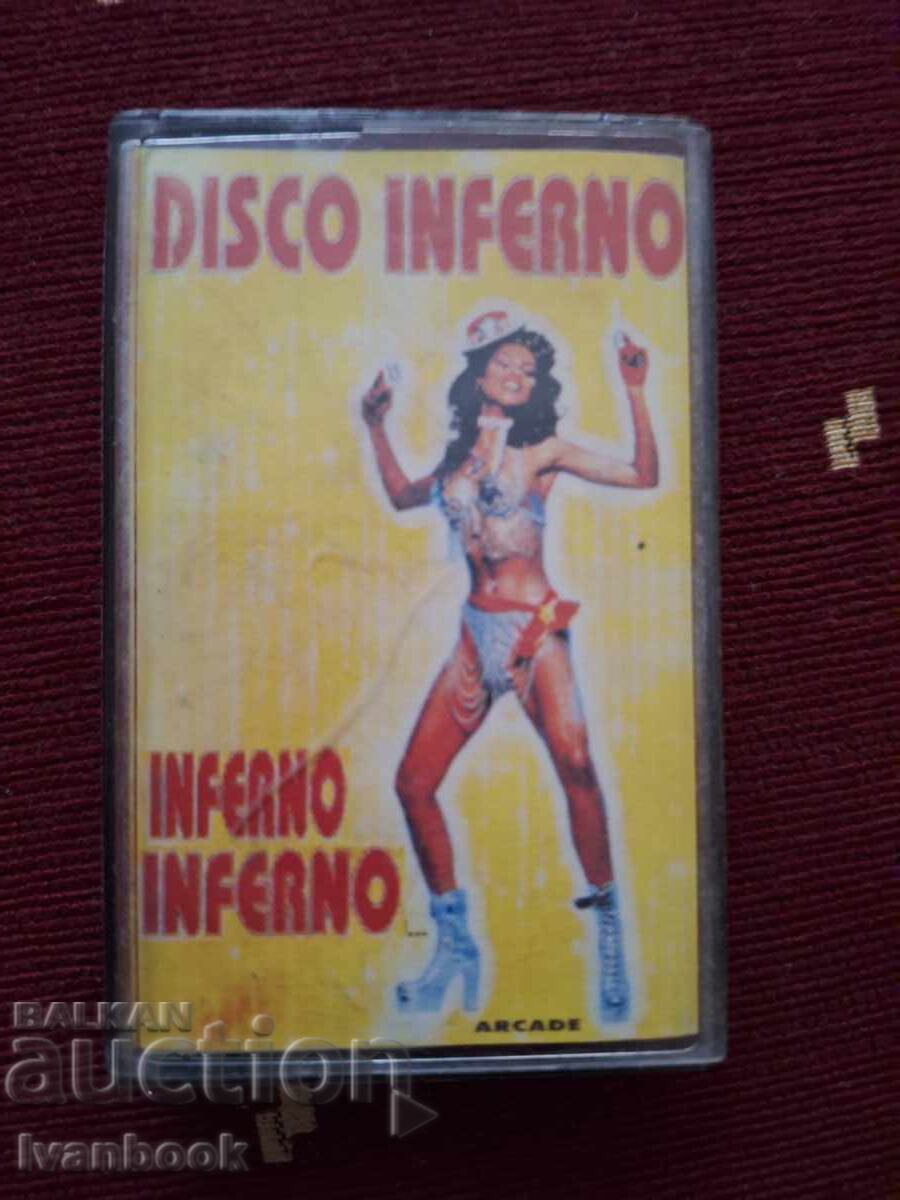 DISCO INFERNO
INFERNO
INFERNO...
ARCADE
BALKAN
auction
Ivanbook